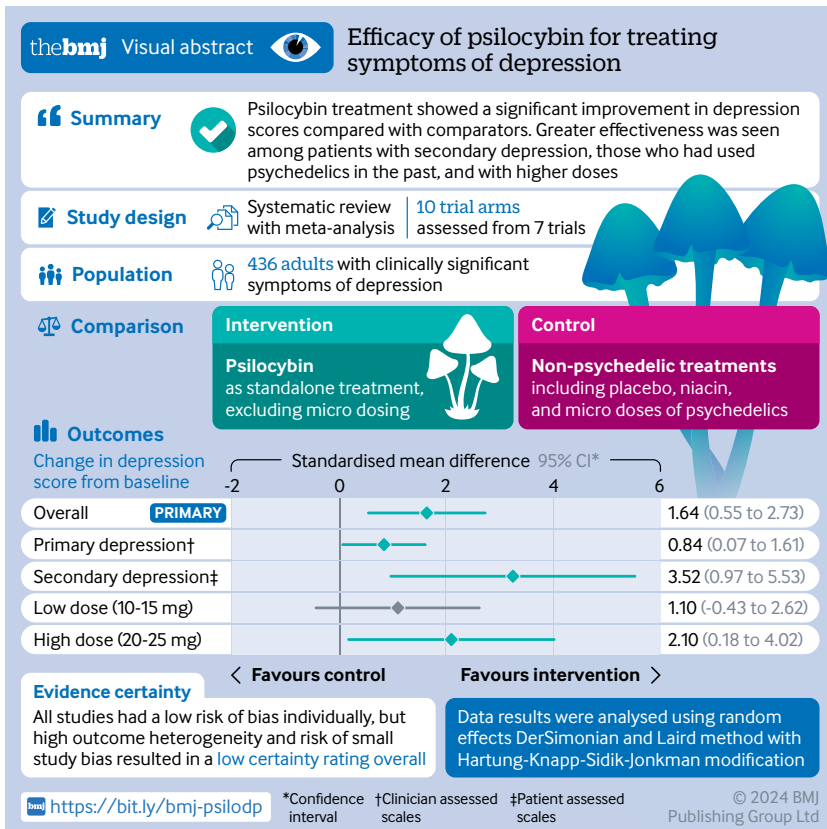 thebmj Visual abstract
Efficacy of psilocybin for treating
symptoms of depression
Summary
Psilocybin treatment showed a significant improvement in depression
scores compared with comparators. Greater effectiveness was seen
among patients with secondary depression, those who had used
psychedelics in the past, and with higher doses
Study design
Systematic review
with meta-analysis
10 trial arms
assessed from 7 trials
Population
436 adults with clinically significant
symptoms of depression
Comparison
Intervention
Psilocybin
as standalone treatment,
excluding micro dosing
Control
Non-psychedelic treatments
including placebo, niacin,
and micro doses of psychedelics
Outcomes
Change in depression
score from baseline
Standardised mean difference 95% CI*
-2 0 2 4 6
Overall PRIMARY 1.64 (0.55 to 2.73)
Primary depression† 0.84 (0.07 to 1.61)
Secondary depression‡ 3.52 (0.97 to 5.53)
Low dose (10-15 mg) 1.10 (-0.43 to 2.62)
High dose (20-25 mg) 2.10 (0.18 to 4.02)
< Favours control Favours intervention >
Evidence certainty
All studies had a low risk of bias individually, but
high outcome heterogeneity and risk of small
study bias resulted in a low certainty rating overall
Data results were analysed using random
effects DerSimonian and Laird method with
Hartung-Knapp-Sidik-Jonkman modification
bmj https://bit.ly/bmj-psilodp
*Confidence
interval
†Clinician assessed
scales
‡Patient assessed
scales
© 2024 BMJ
Publishing Group Ltd